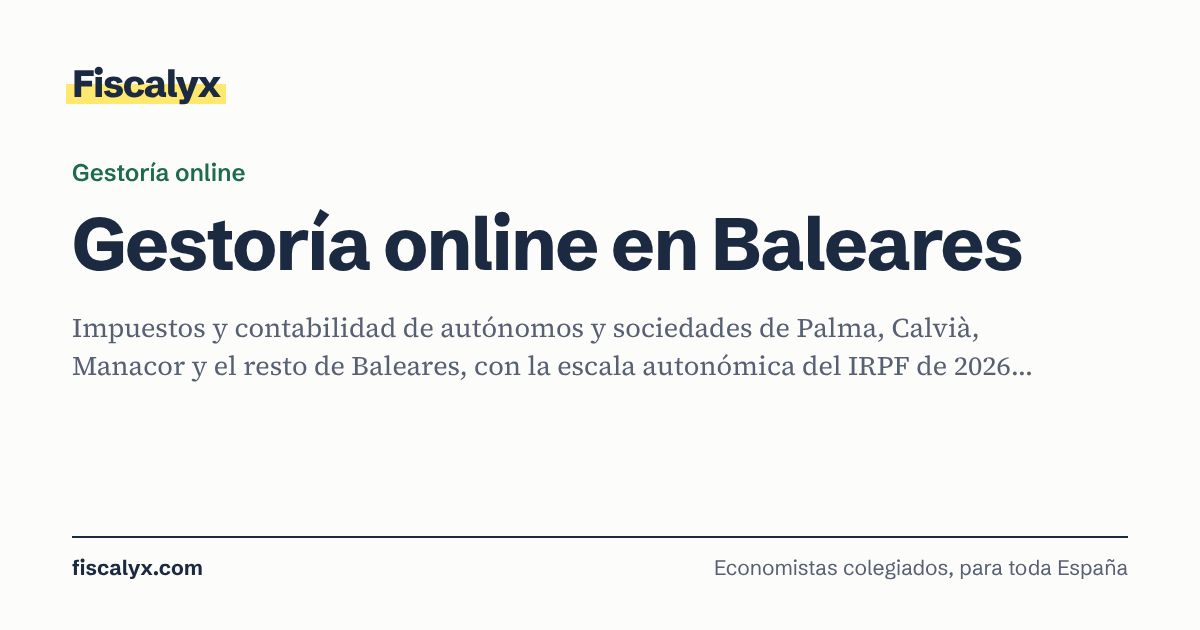 Fiscalyx
Gestoría online
Gestoría online en Baleares
Impuestos y contabilidad de autónomos y sociedades de Palma, Calvià,
Manacor y el resto de Baleares, con la escala autonómica del IRPF de 2026...
fiscalyx.com
Economistas colegiados, para toda España